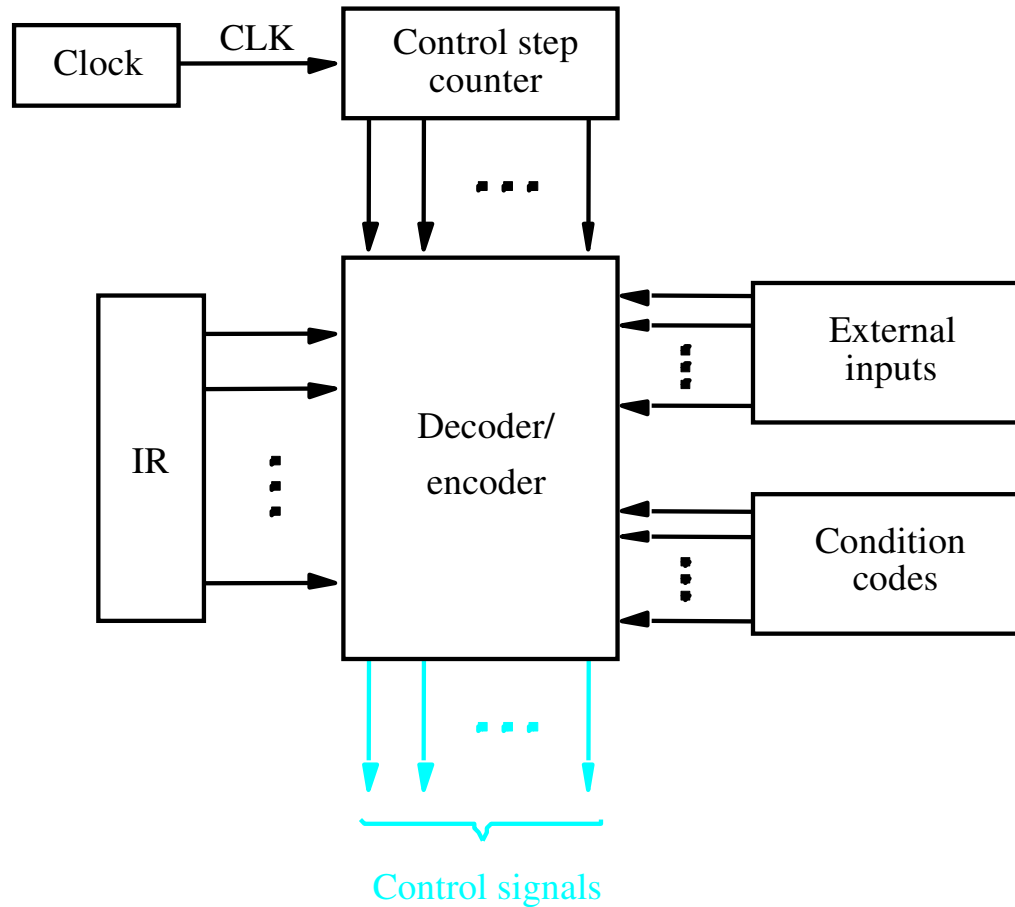 Clock
CLK
Control step
counter
IR
Decoder/
encoder
External
inputs
Condition
codes
Control signals